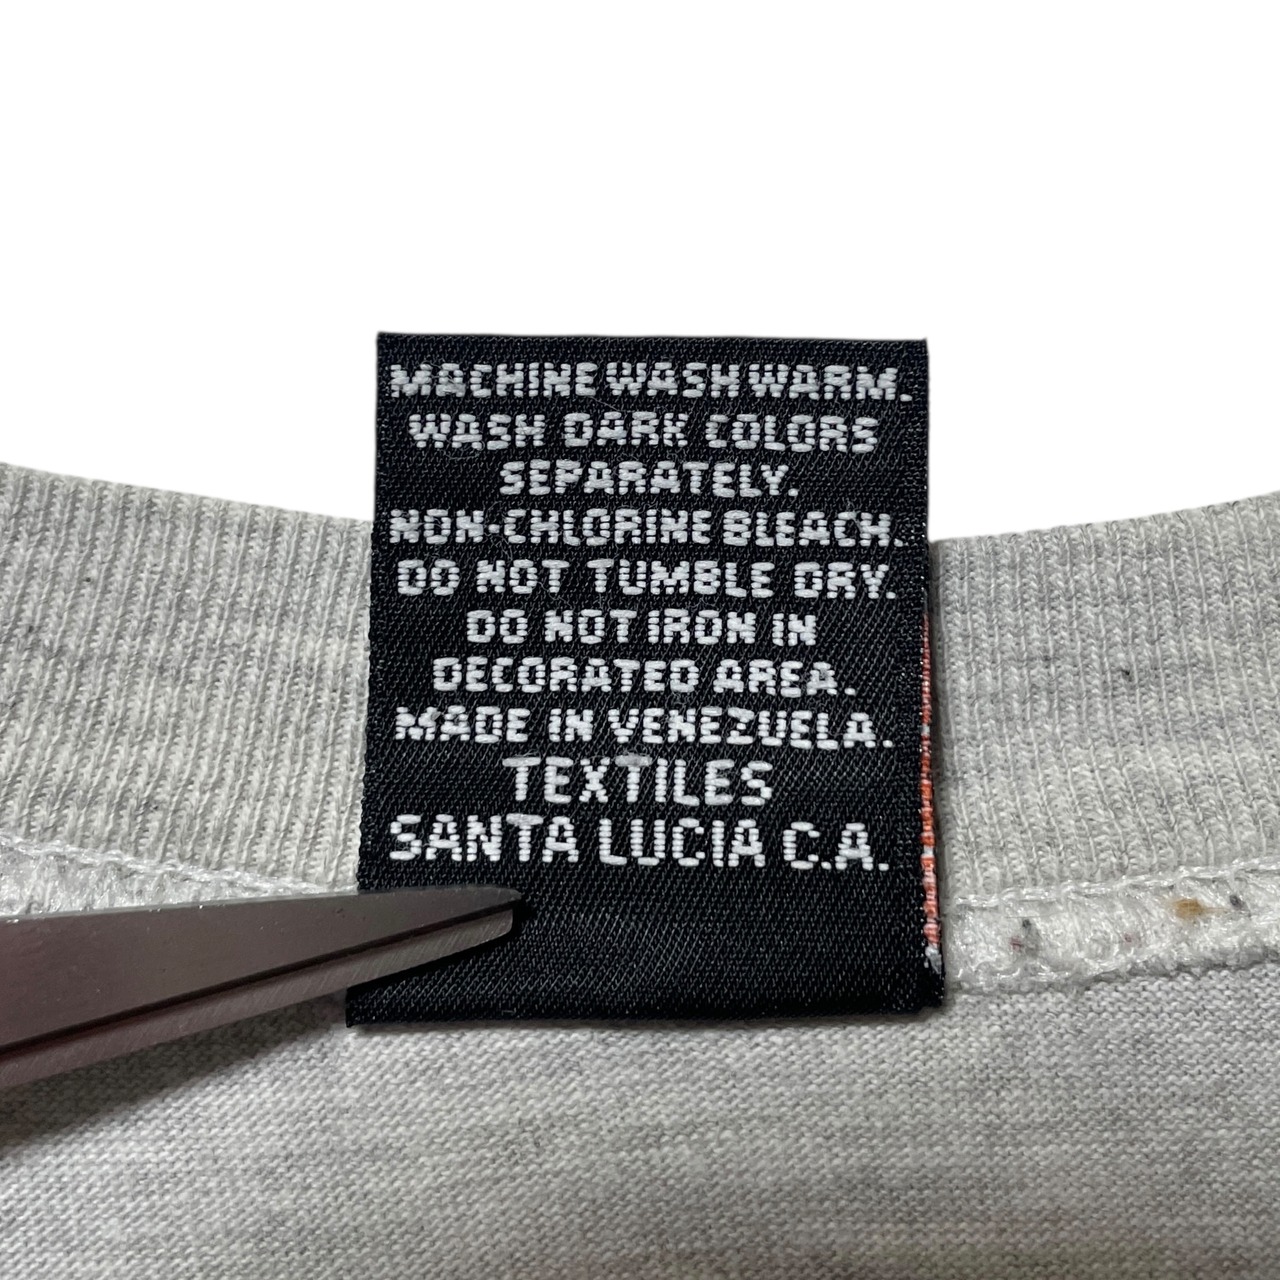 MACHINE WASH WARM.
WASH DARK COLORS
SEPARATELY.
NON-CHLORINE BLEACH.
DO NOT TUMBLE DRY.
DO NOT IRON IN
DECORATED AREA.
MADE IN VENEZUELA.
TEXTILES
SANTA LUCIA C.A.